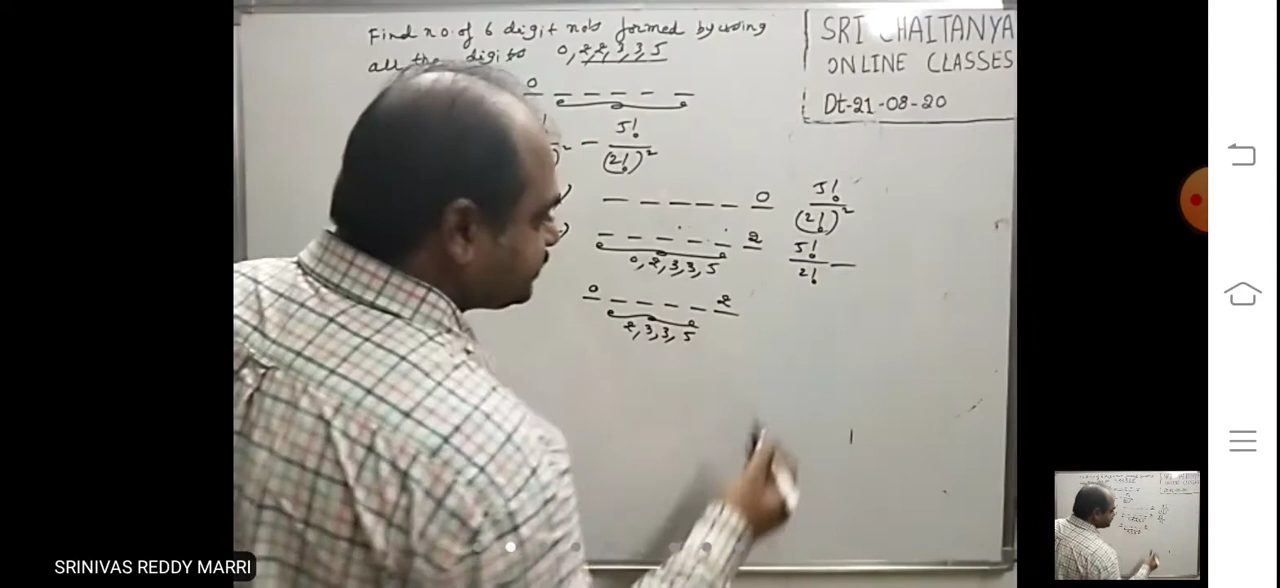 Find no. of 6 digit no's formed by using
all the digits 0, 2, 2, 3, 3, 5
SRI CHAITANYA
ONLINE CLASSES
Dt-21-08-20
0 _ _ _ _ _
— 5!/(2!)²
_ _ _ _ _ 0 5!/(2!)²
_ _ _ _ _ 2 5!/2! —
0, 2, 3, 3, 5
0 _ _ _ _ 2
2, 3, 3, 5
SRINIVAS REDDY MARRI